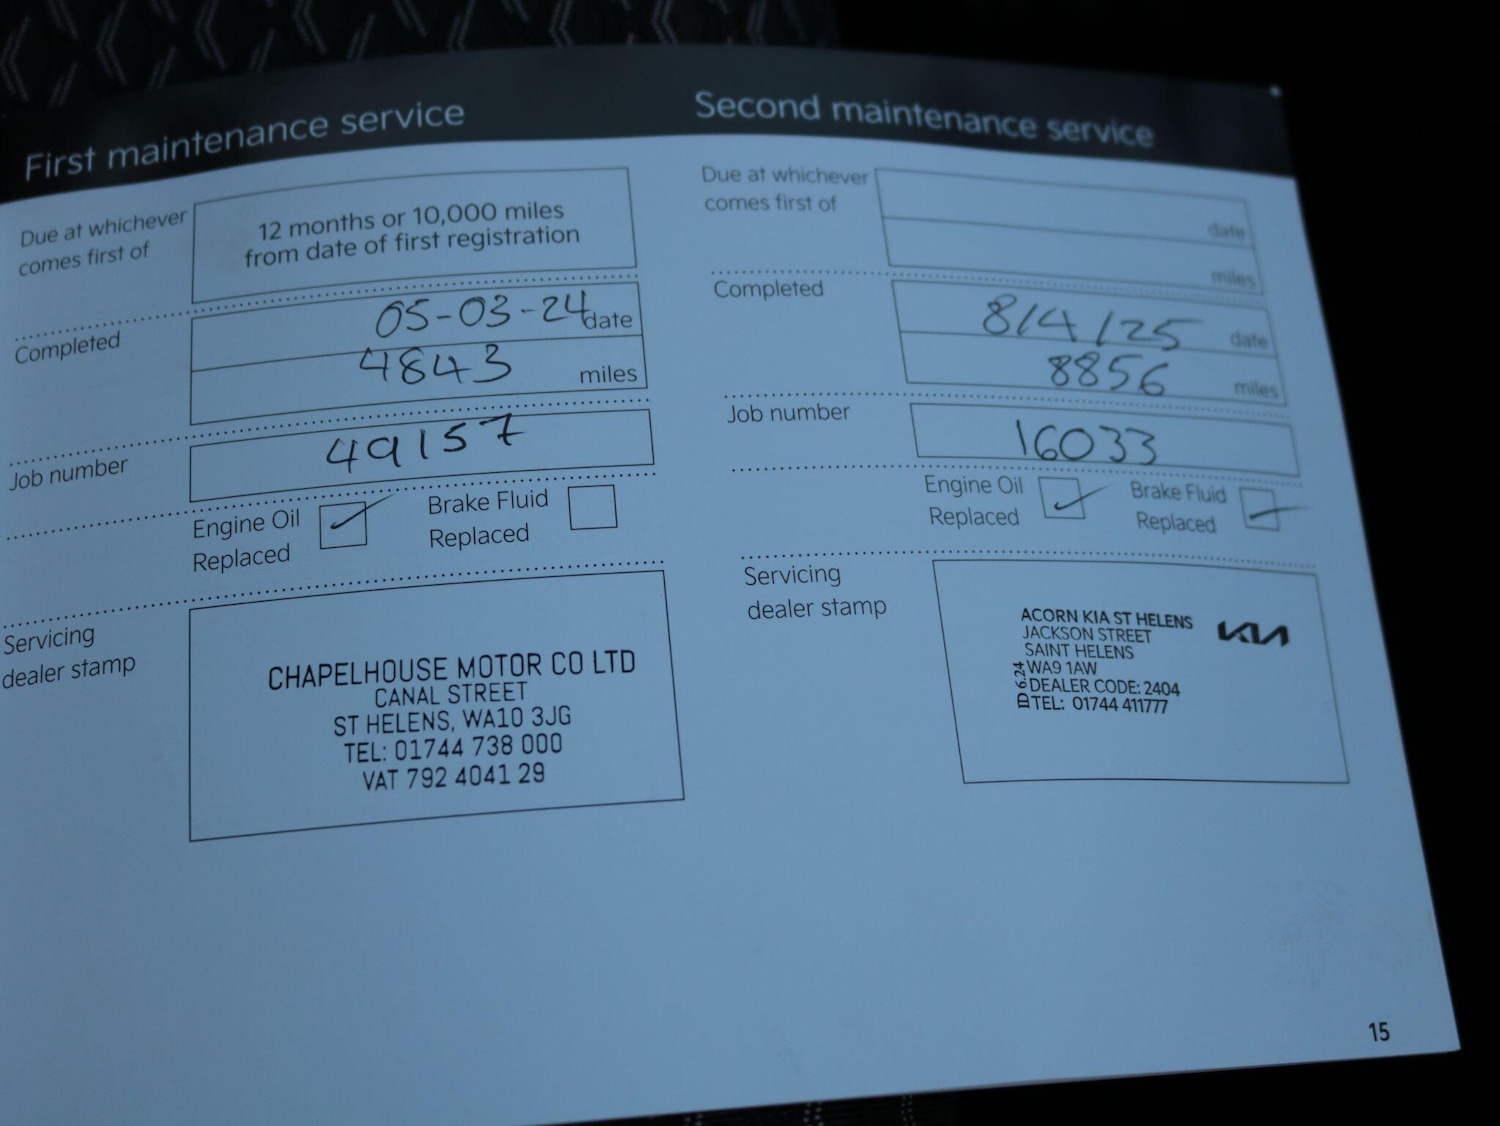 First maintenance service
Due at whichever
comes first of
12 months or 10,000 miles
from date of first registration
Completed
05-03-24 date
4843 miles
Job number
49157
Engine Oil
Replaced
Brake Fluid
Replaced
Servicing
dealer stamp
CHAPELHOUSE MOTOR CO LTD
CANAL STREET
ST HELENS, WA10 3JG
TEL: 01744 738 000
VAT 792 4041 29
Second maintenance service
Due at whichever
comes first of
date
miles
Completed
8/4/25 date
8856 miles
Job number
16033
Engine Oil
Replaced
Brake Fluid
Replaced
Servicing
dealer stamp
ACORN KIA ST HELENS
JACKSON STREET
SAINT HELENS
WA9 1AW
DEALER CODE: 2404
TEL: 01744 411777
6.24
KIA
15